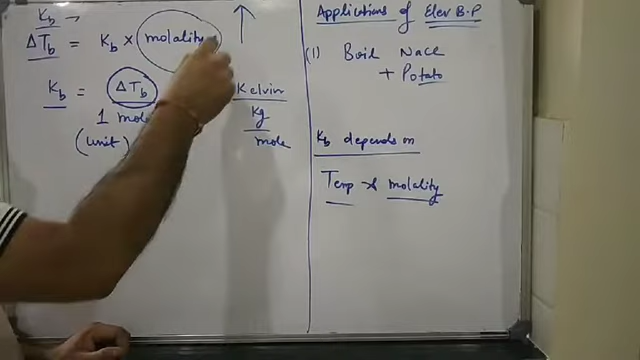 Kb →
ΔTb = Kb × molality ↑
Kb = ΔTb Kelvin
1 mol Kg
(unit) mole
Applications of Elev B.P
(1) Boil NaCl
+ Potato
Kb depends on
Temp & molality